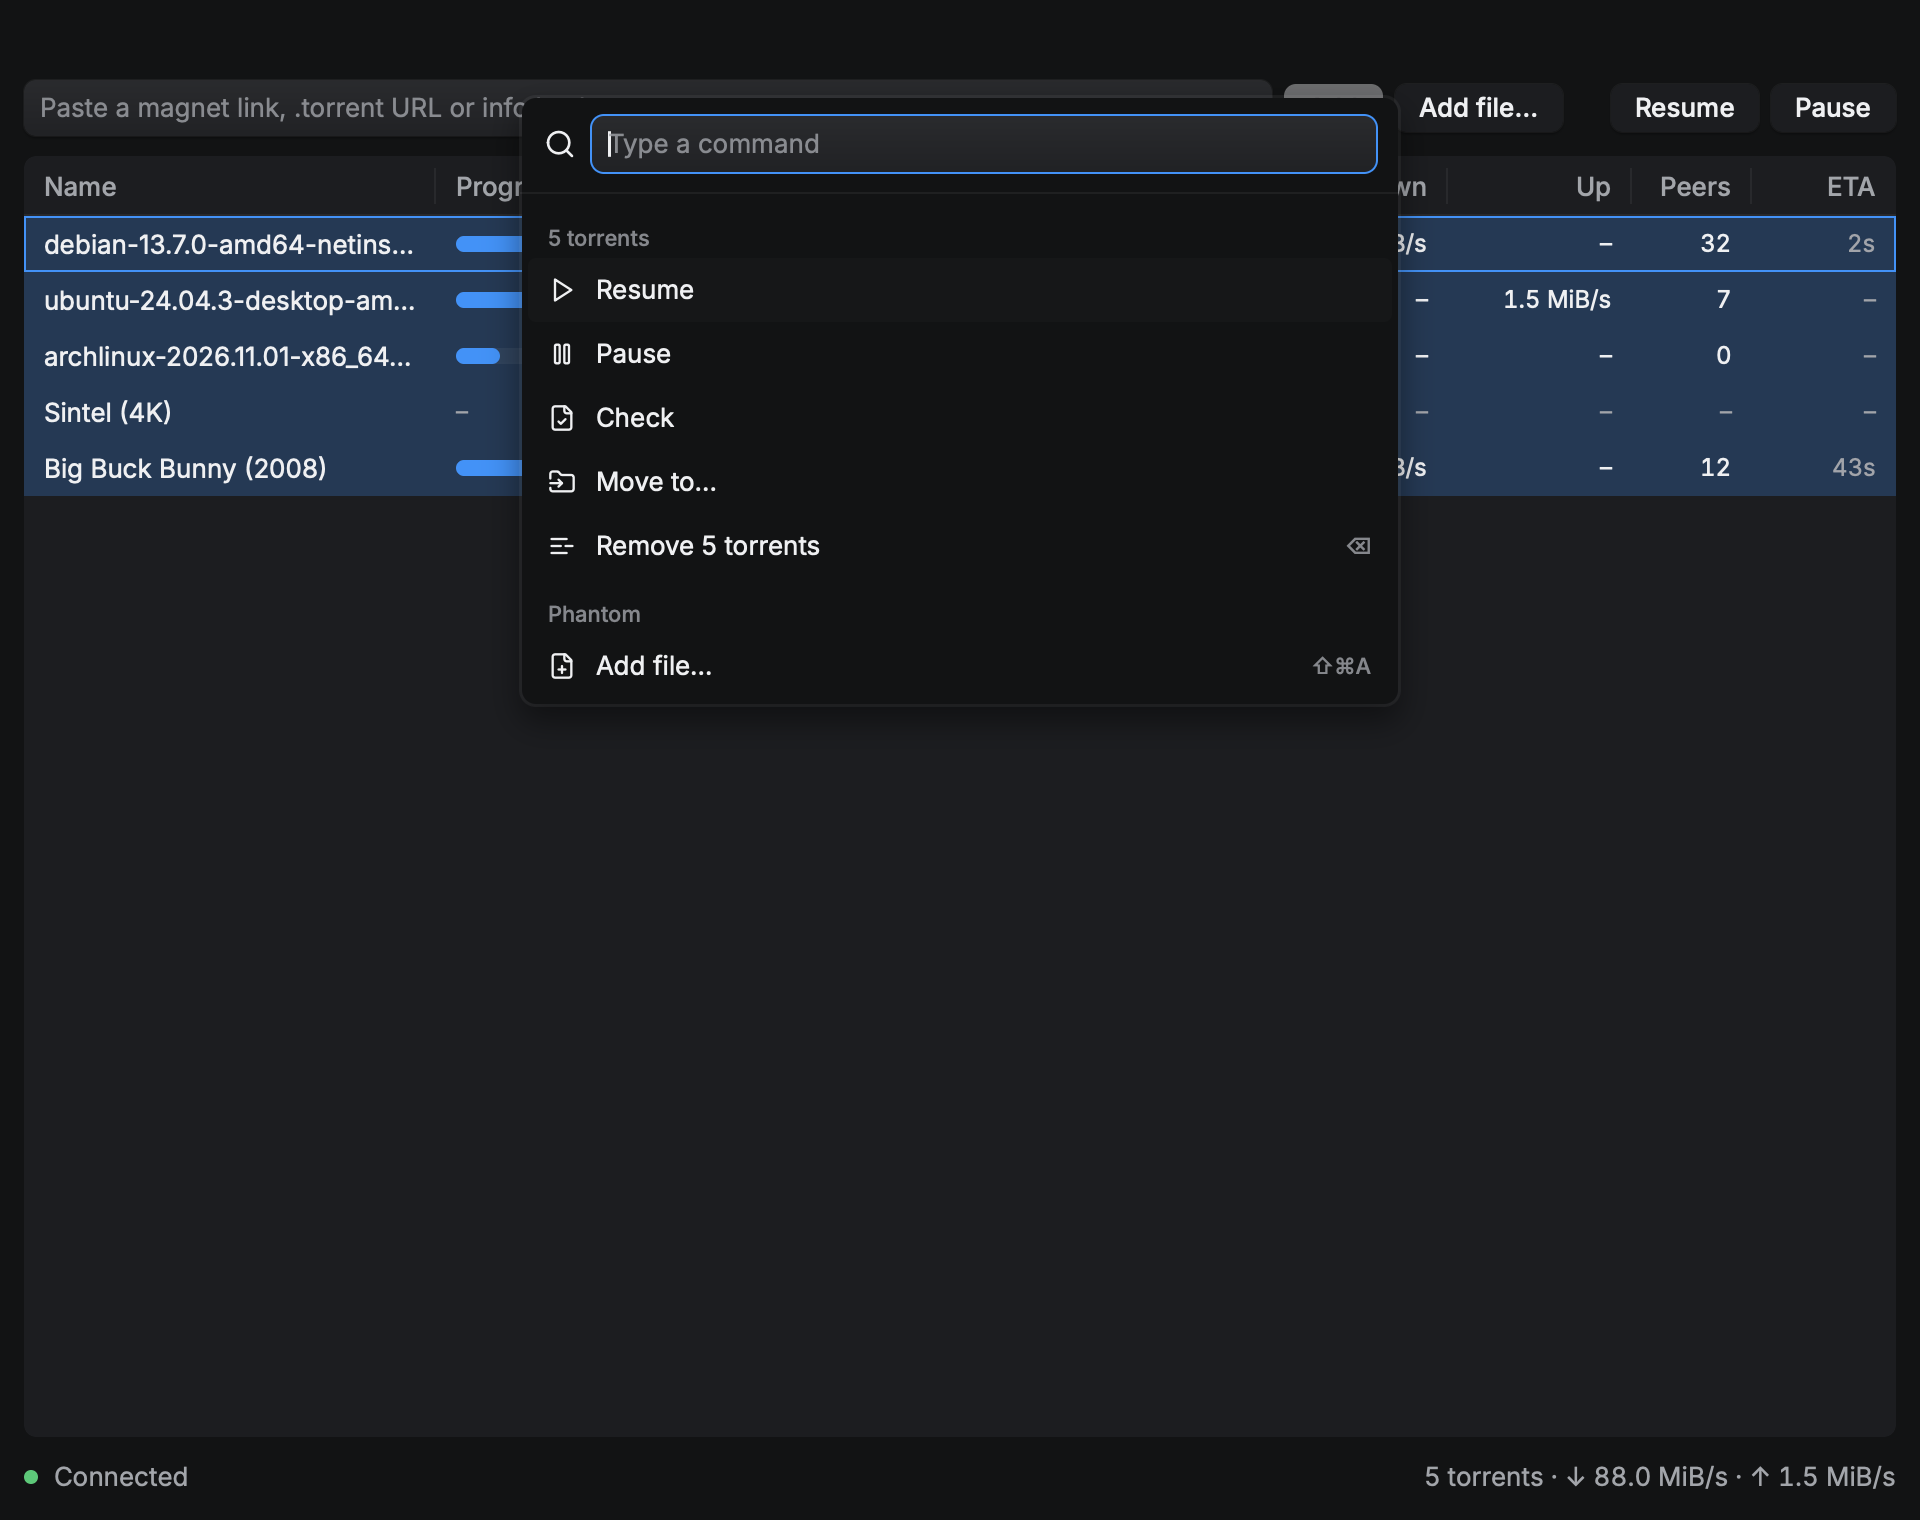 Paste a magnet link, .torrent URL or info
Add file...
Resume
Pause
Type a command
Name
Up
Peers
ETA
debian-13.7.0-amd64-netins...
32
2s
ubuntu-24.04.3-desktop-am...
–
1.5 MiB/s
7
–
archlinux-2026.11.01-x86_64...
–
–
0
–
Sintel (4K)
–
–
–
–
–
Big Buck Bunny (2008)
–
12
43s
5 torrents
Resume
Pause
Check
Move to...
Remove 5 torrents
Phantom
Add file...
⇧⌘A
Connected
5 torrents · ↓ 88.0 MiB/s · ↑ 1.5 MiB/s